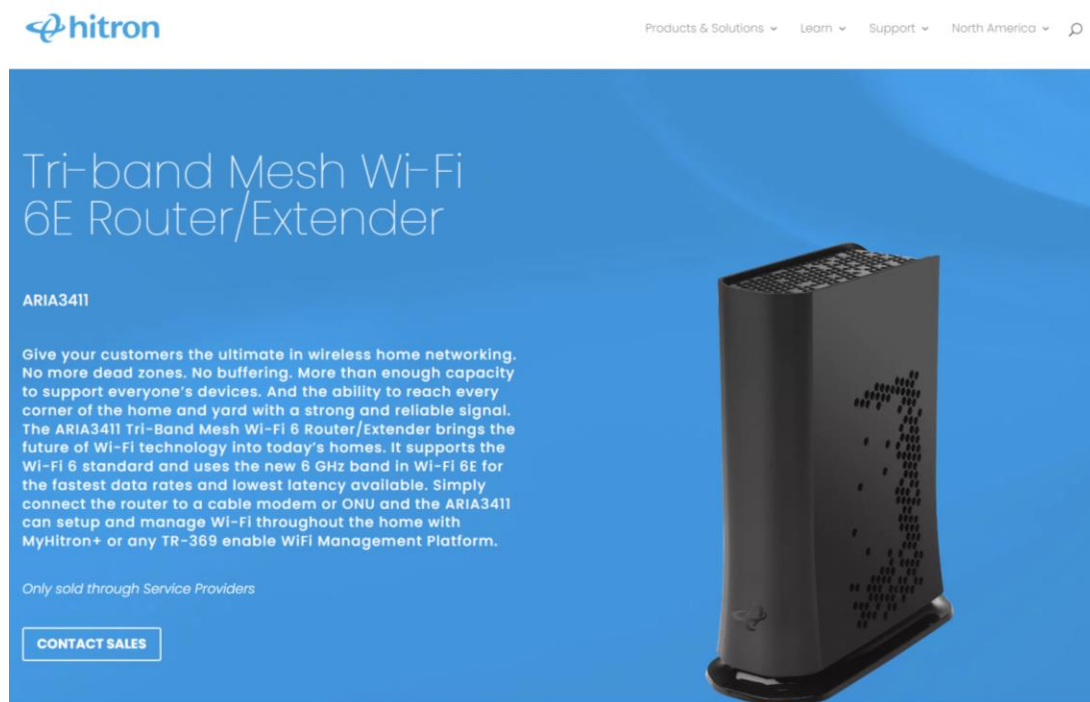 hitron
Products & Solutions
Learn
Support
North America
Tri-band Mesh Wi-Fi
6E Router/Extender
ARIA3411
Give your customers the ultimate in wireless home networking.
No more dead zones. No buffering. More than enough capacity
to support everyone's devices. And the ability to reach every
corner of the home and yard with a strong and reliable signal.
The ARIA3411 Tri-Band Mesh Wi-Fi 6 Router/Extender brings the
future of Wi-Fi technology into today's homes. It supports the
Wi-Fi 6 standard and uses the new 6 GHz band in Wi-Fi 6E for
the fastest data rates and lowest latency available. Simply
connect the router to a cable modem or ONU and the ARIA3411
can setup and manage Wi-Fi throughout the home with
MyHitron+ or any TR-369 enable WiFi Management Platform.
Only sold through Service Providers
CONTACT SALES